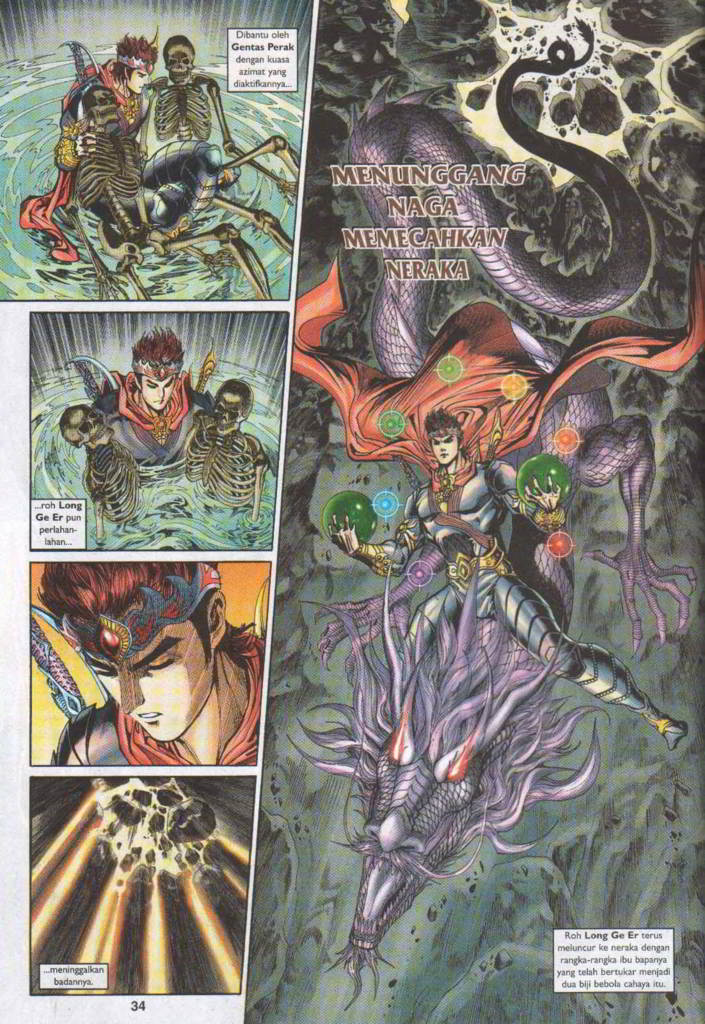 Dibantu oleh
Gentas Perak
dengan kuasa
azimat yang
diaktifkannya...
...roh Long
Ge Er pun
perlahan-
lahan...
...meninggalkan
badannya.
MENUNGGANG
NAGA
MEMECAHKAN
NERAKA
Roh Long Ge Er terus
meluncur ke neraka dengan
rangka-rangka ibu bapanya
yang telah bertukar menjadi
dua biji bebola cahaya itu.
34